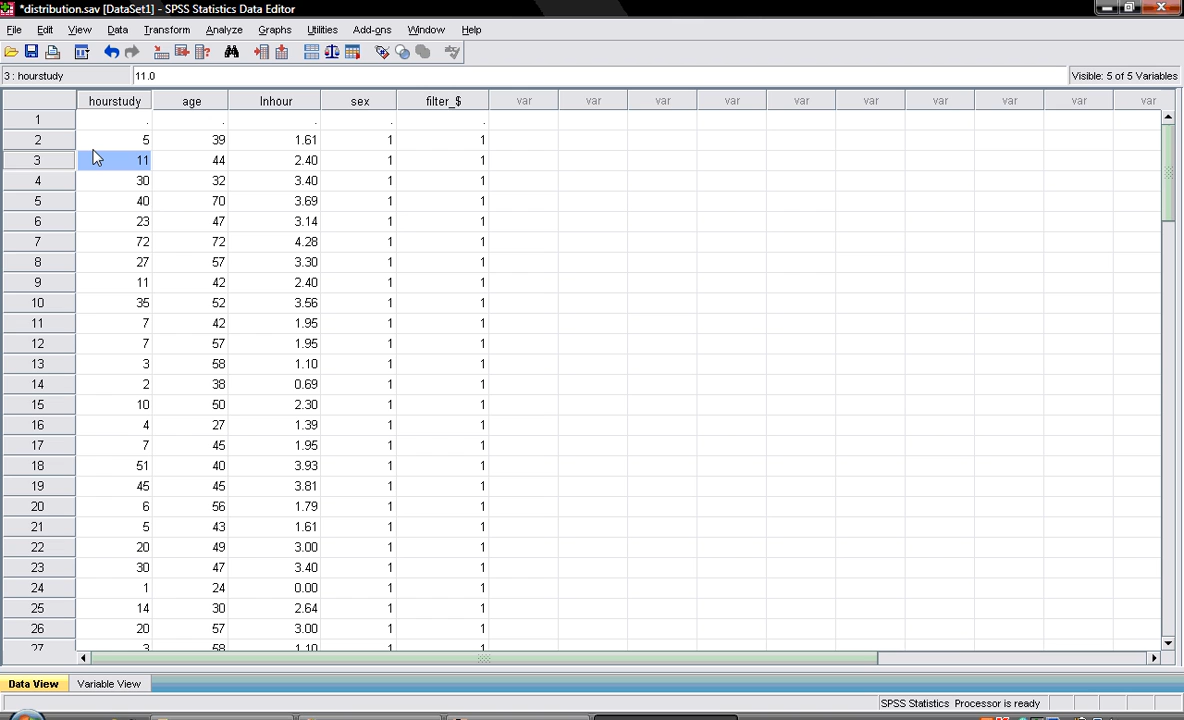 *distribution.sav [DataSet1] - SPSS Statistics Data Editor
File Edit View Data Transform Analyze Graphs Utilities Add-ons Window Help
3 : hourstudy 11.0 Visible: 5 of 5 Variables
hourstudy age lnhour sex filter_$ var var var var var var var var var var
1 . . . .
2 5 39 1.61 1 1
3 11 44 2.40 1 1
4 30 32 3.40 1 1
5 40 70 3.69 1 1
6 23 47 3.14 1 1
7 72 72 4.28 1 1
8 27 57 3.30 1 1
9 11 42 2.40 1 1
10 35 52 3.56 1 1
11 7 42 1.95 1 1
12 7 57 1.95 1 1
13 3 58 1.10 1 1
14 2 38 0.69 1 1
15 10 50 2.30 1 1
16 4 27 1.39 1 1
17 7 45 1.95 1 1
18 51 40 3.93 1 1
19 45 45 3.81 1 1
20 6 56 1.79 1 1
21 5 43 1.61 1 1
22 20 49 3.00 1 1
23 30 47 3.40 1 1
24 1 24 0.00 1 1
25 14 30 2.64 1 1
26 20 57 3.00 1 1
27 3 58 1.10 1 1
Data View Variable View
SPSS Statistics Processor is ready